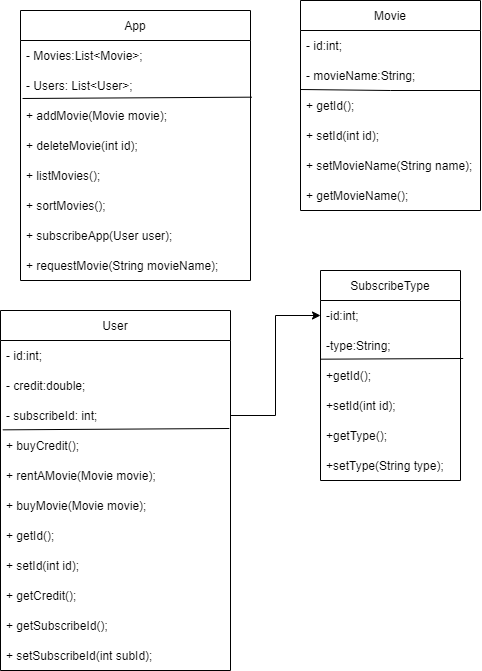 App
- Movies:List<Movie>;
- Users: List<User>;
+ addMovie(Movie movie);
+ deleteMovie(int id);
+ listMovies();
+ sortMovies();
+ subscribeApp(User user);
+ requestMovie(String movieName);
Movie
- id:int;
- movieName:String;
+ getId();
+ setId(int id);
+ setMovieName(String name);
+ getMovieName();
User
- id:int;
- credit:double;
- subscribeId: int;
+ buyCredit();
+ rentAMovie(Movie movie);
+ buyMovie(Movie movie);
+ getId();
+ setId(int id);
+ getCredit();
+ getSubscribeId();
+ setSubscribeId(int subId);
SubscribeType
-id:int;
-type:String;
+getId();
+setId(int id);
+getType();
+setType(String type);